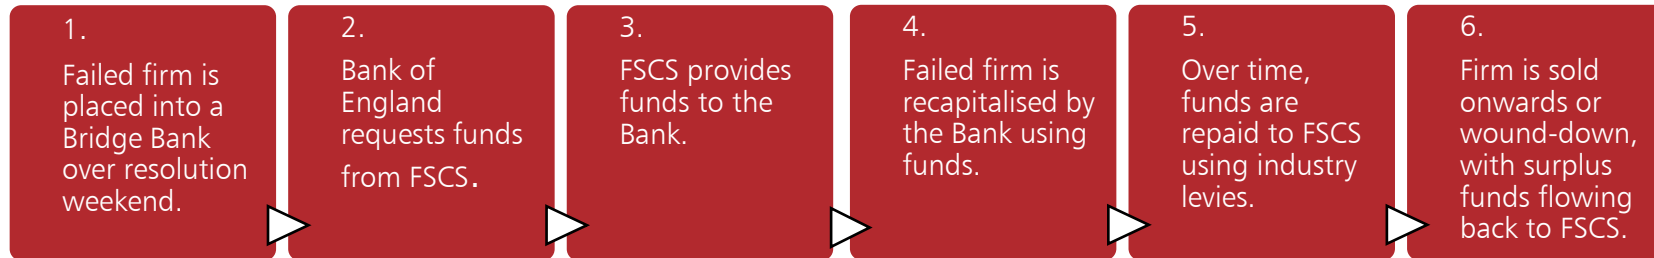 1.
Failed firm is
placed into a
Bridge Bank
over resolution
weekend.
2.
Bank of
England
requests funds
from FSCS.
3.
FSCS provides
funds to the
Bank.
4.
Failed firm is
recapitalised by
the Bank using
funds.
5.
Over time,
funds are
repaid to FSCS
using industry
levies.
6.
Firm is sold
onwards or
wound-down,
with surplus
funds flowing
back to FSCS.